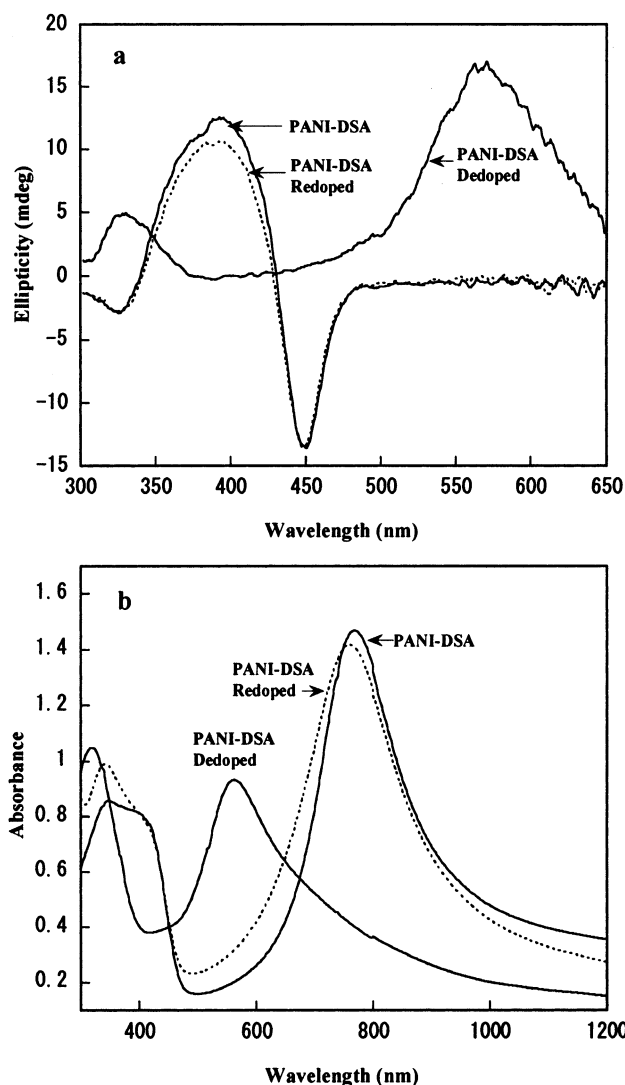 a
20
15
10
5
0
-5
-10
-15
Ellipticity (mdeg)
PANI-DSA
PANI-DSA
Redoped
PANI-DSA
Dedoped
300 350 400 450 500 550 600 650
Wavelength (nm)
b
1.6
1.4
1.2
1
0.8
0.6
0.4
0.2
Absorbance
PANI-DSA
PANI-DSA
Redoped
PANI-DSA
Dedoped
400 600 800 1000 1200
Wavelength (nm)